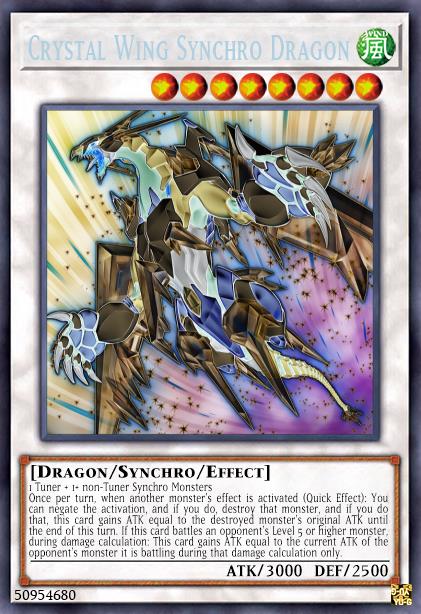 Crystal Wing Synchro Dragon
WIND
風
[Dragon/Synchro/Effect]
1 Tuner + 1+ non-Tuner Synchro Monsters
Once per turn, when another monster's effect is activated (Quick Effect): You
can negate the activation, and if you do, destroy that monster, and if you do
that, this card gains ATK equal to the destroyed monster's original ATK until
the end of this turn. If this card battles an opponent's Level 5 or higher monster,
during damage calculation: This card gains ATK equal to the current ATK of the
opponent's monster it is battling during that damage calculation only.
ATK/3000 DEF/2500
50954680